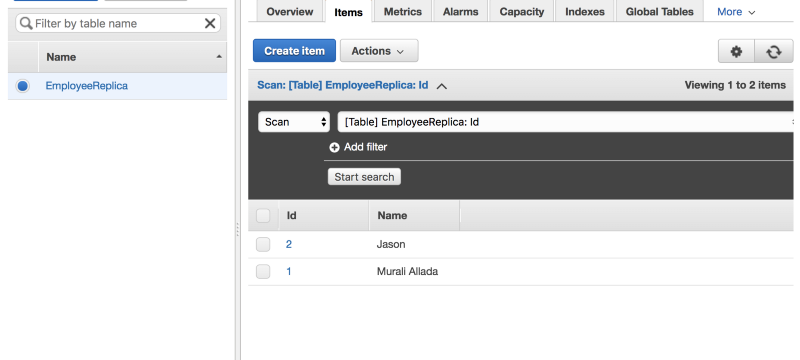 Filter by table name
Name
EmployeeReplica
Overview Items Metrics Alarms Capacity Indexes Global Tables More
Create item Actions
Scan: [Table] EmployeeReplica: Id Viewing 1 to 2 items
Scan [Table] EmployeeReplica: Id
Add filter
Start search
Id Name
2 Jason
1 Murali Allada